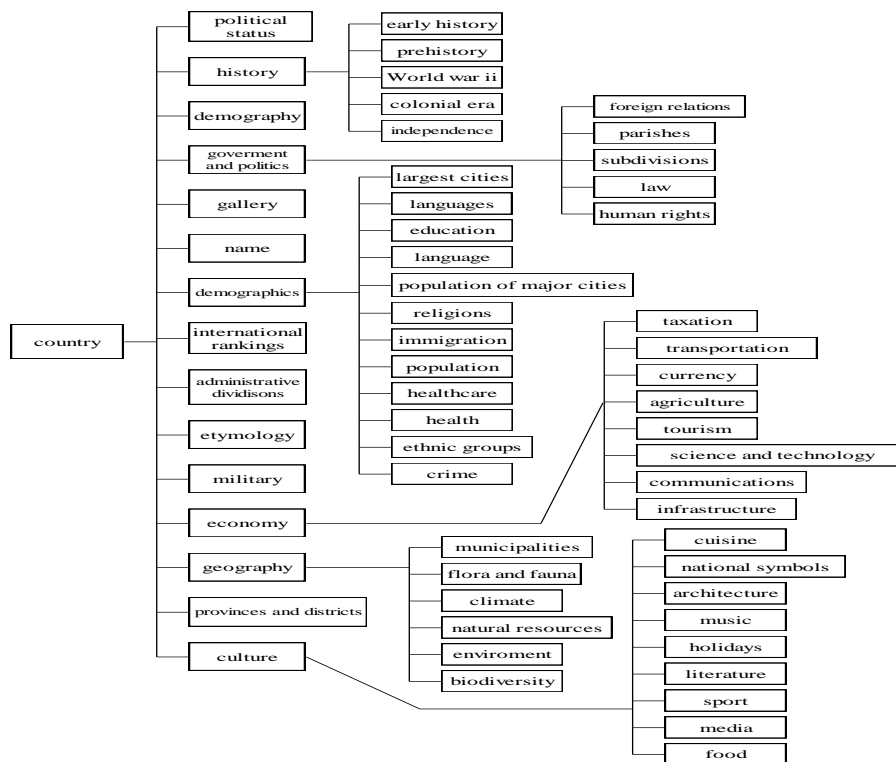 country
political
status
history
early history
prehistory
World war ii
colonial era
independence
demography
goverment
and politics
foreign relations
parishes
subdivisions
law
human rights
gallery
name
demographics
largest cities
languages
education
language
population of major cities
religions
immigration
population
healthcare
health
ethnic groups
crime
international
rankings
administrative
dividisons
etymology
military
economy
taxation
transportation
currency
agriculture
tourism
science and technology
communications
infrastructure
geography
municipalities
flora and fauna
climate
natural resources
enviroment
biodiversity
provinces and districts
culture
cuisine
national symbols
architecture
music
holidays
literature
sport
media
food